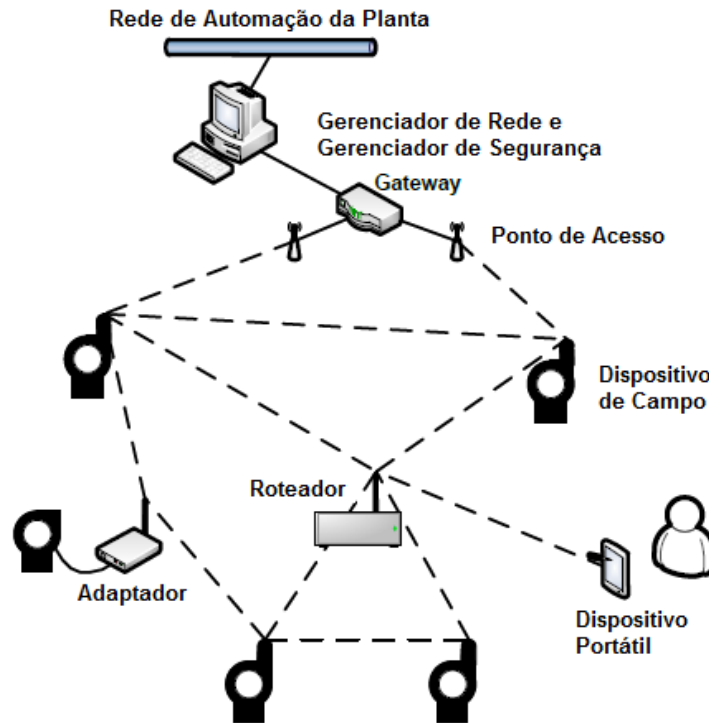 Rede de Automação da Planta
Gerenciador de Rede e
Gerenciador de Segurança
Gateway
Ponto de Acesso
Dispositivo
de Campo
Roteador
Adaptador
Dispositivo
Portátil